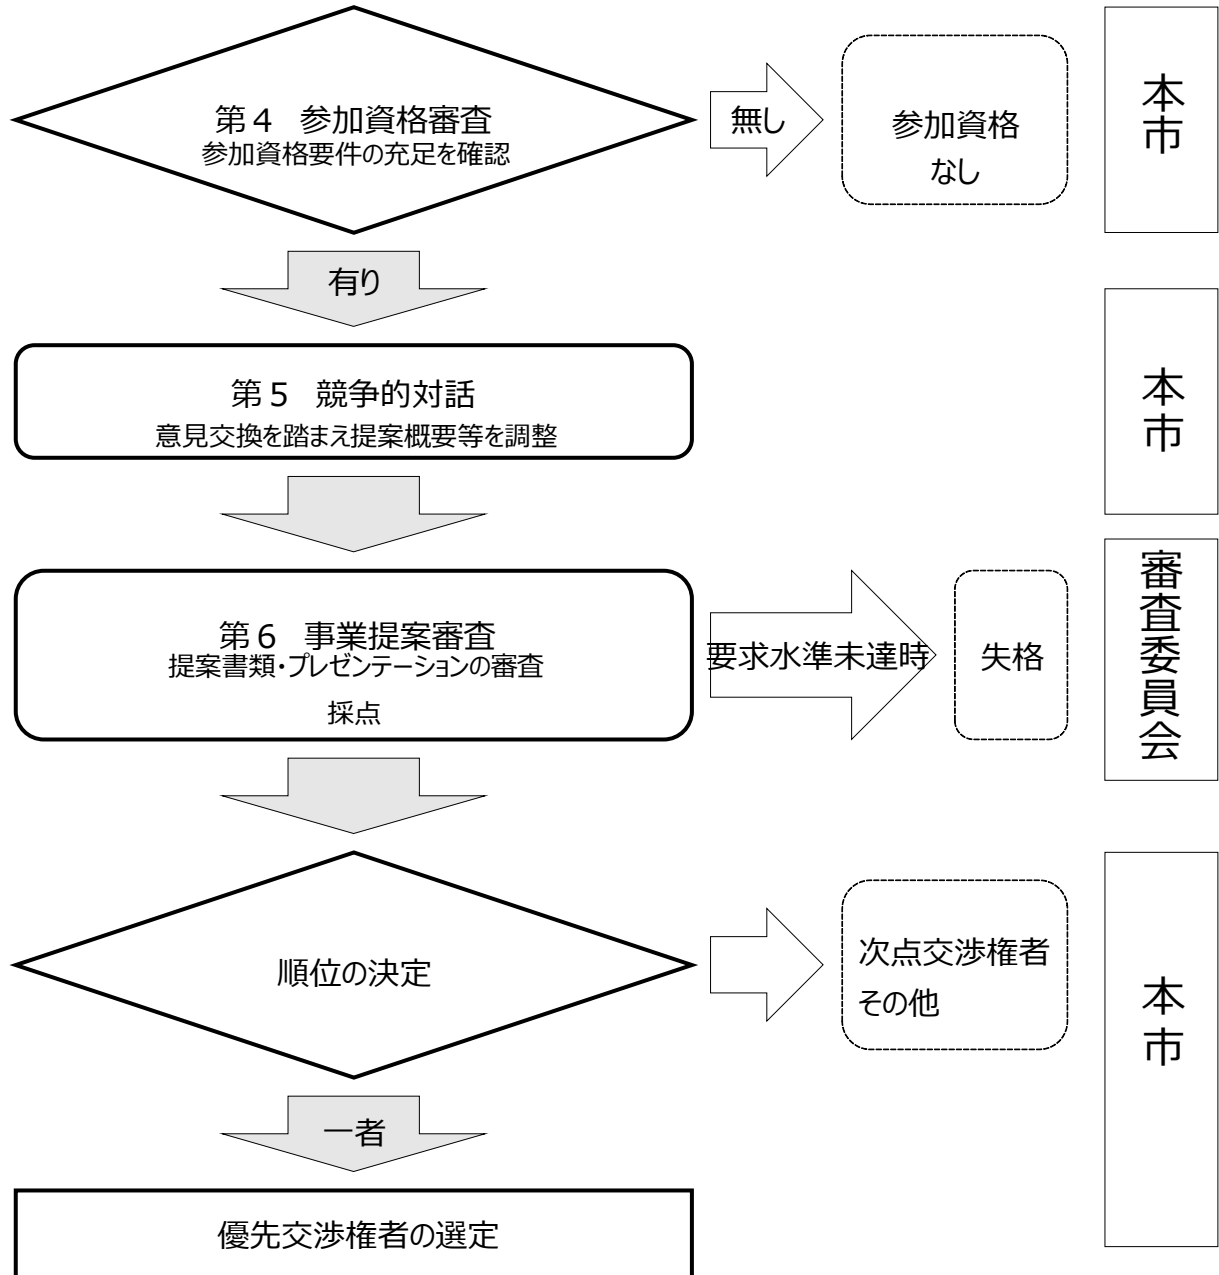 第４　参加資格審査
参加資格要件の充足を確認
無し
参加資格
なし
本市
有り
第５　競争的対話
意見交換を踏まえ提案概要等を調整
本市
第６　事業提案審査
提案書類・プレゼンテーションの審査
採点
要求水準未達時
失格
審査委員会
順位の決定
次点交渉権者
その他
本市
一者
優先交渉権者の選定